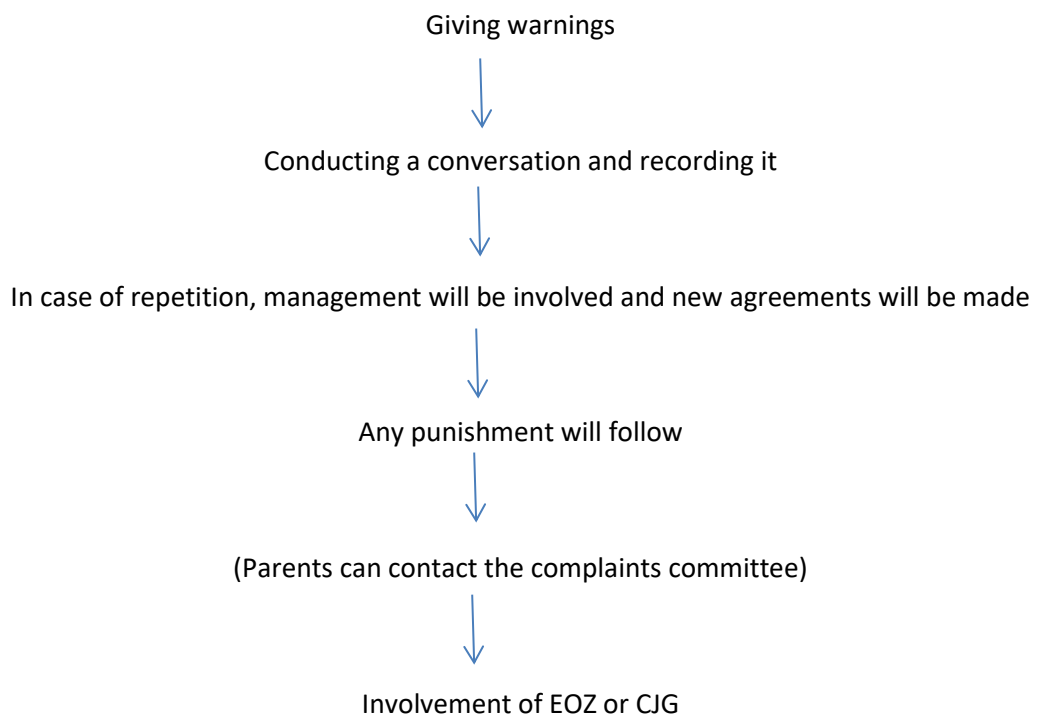 Giving warnings
Conducting a conversation and recording it
In case of repetition, management will be involved and new agreements will be made
Any punishment will follow
(Parents can contact the complaints committee)
Involvement of EOZ or CJG